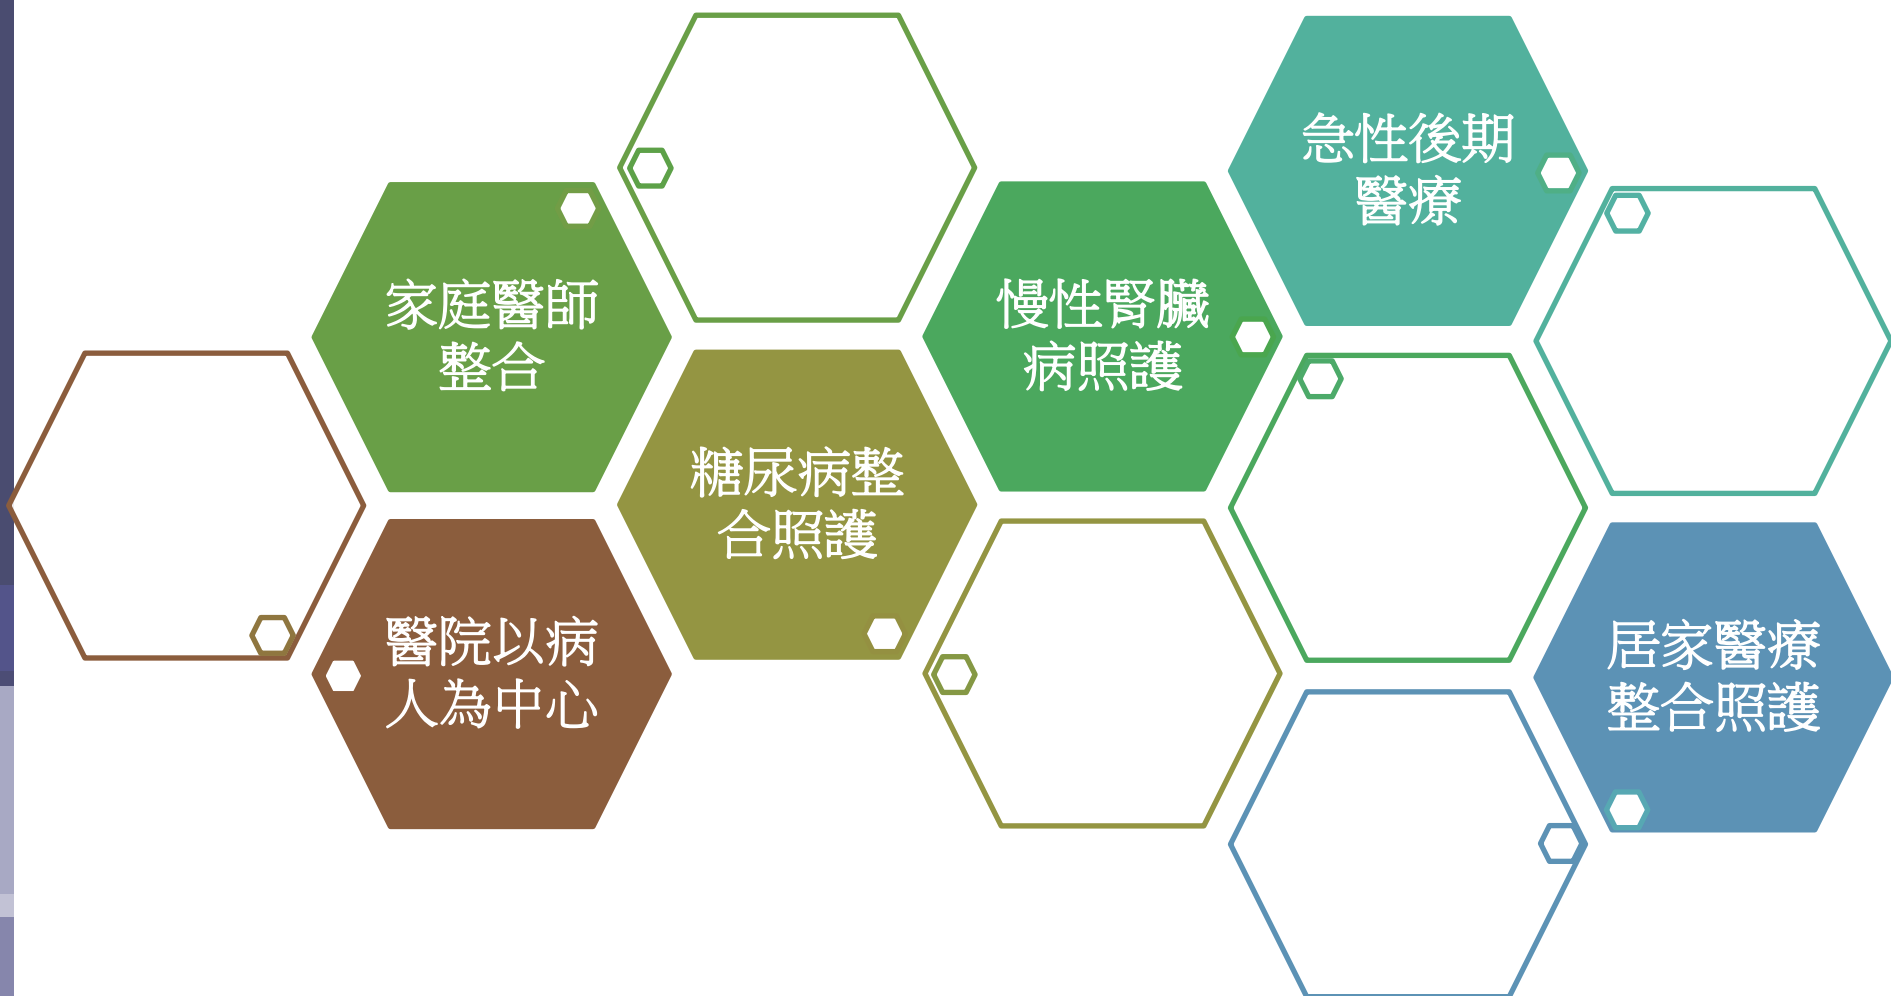 急性後期
醫療
家庭醫師
整合
慢性腎臟
病照護
糖尿病整
合照護
醫院以病
人為中心
居家醫療
整合照護